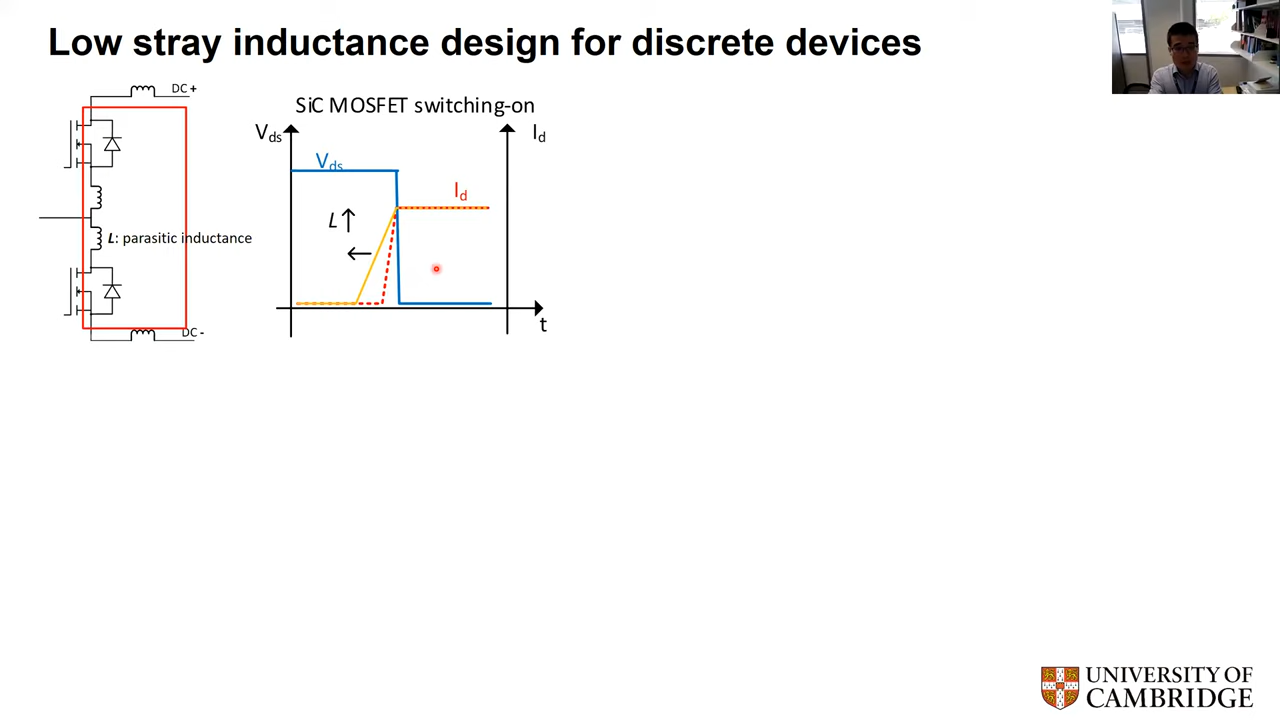 Low stray inductance design for discrete devices
DC +
L: parasitic inductance
DC -
SiC MOSFET switching-on
Vds
Id
Vds
Id
L
t
UNIVERSITY OF
CAMBRIDGE